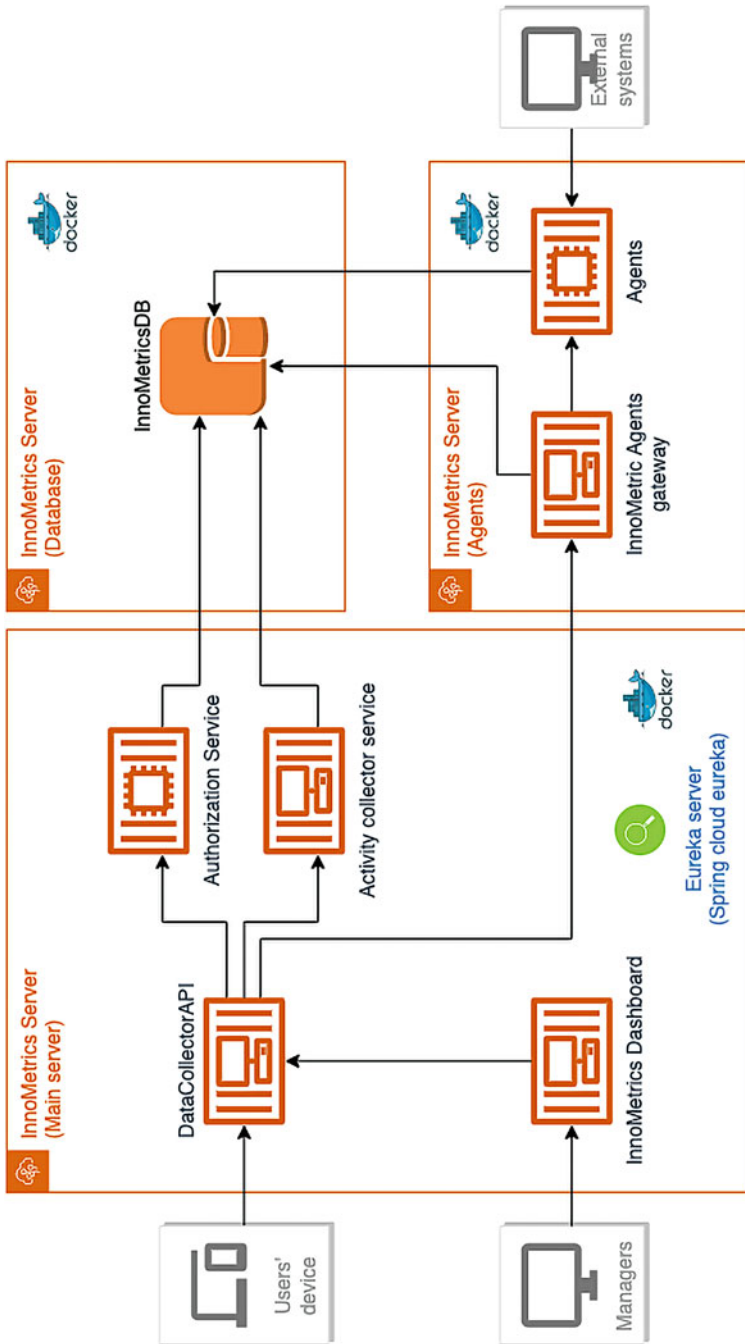 InnoMetrics Server
(Main server)
Users'
device
DataCollectorAPI
Authorization Service
Activity collector service
Managers
InnoMetrics Dashboard
Eureka server
(Spring cloud eureka)
docker
InnoMetrics Server
(Database)
docker
InnoMetricsDB
InnoMetrics Server
(Agents)
docker
InnoMetric Agents
gateway
Agents
External
systems